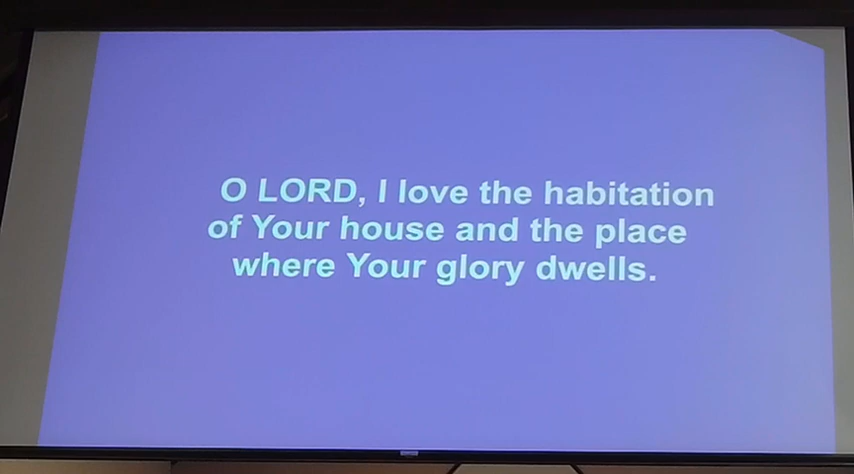 O LORD, I love the habitation
of Your house and the place
where Your glory dwells.